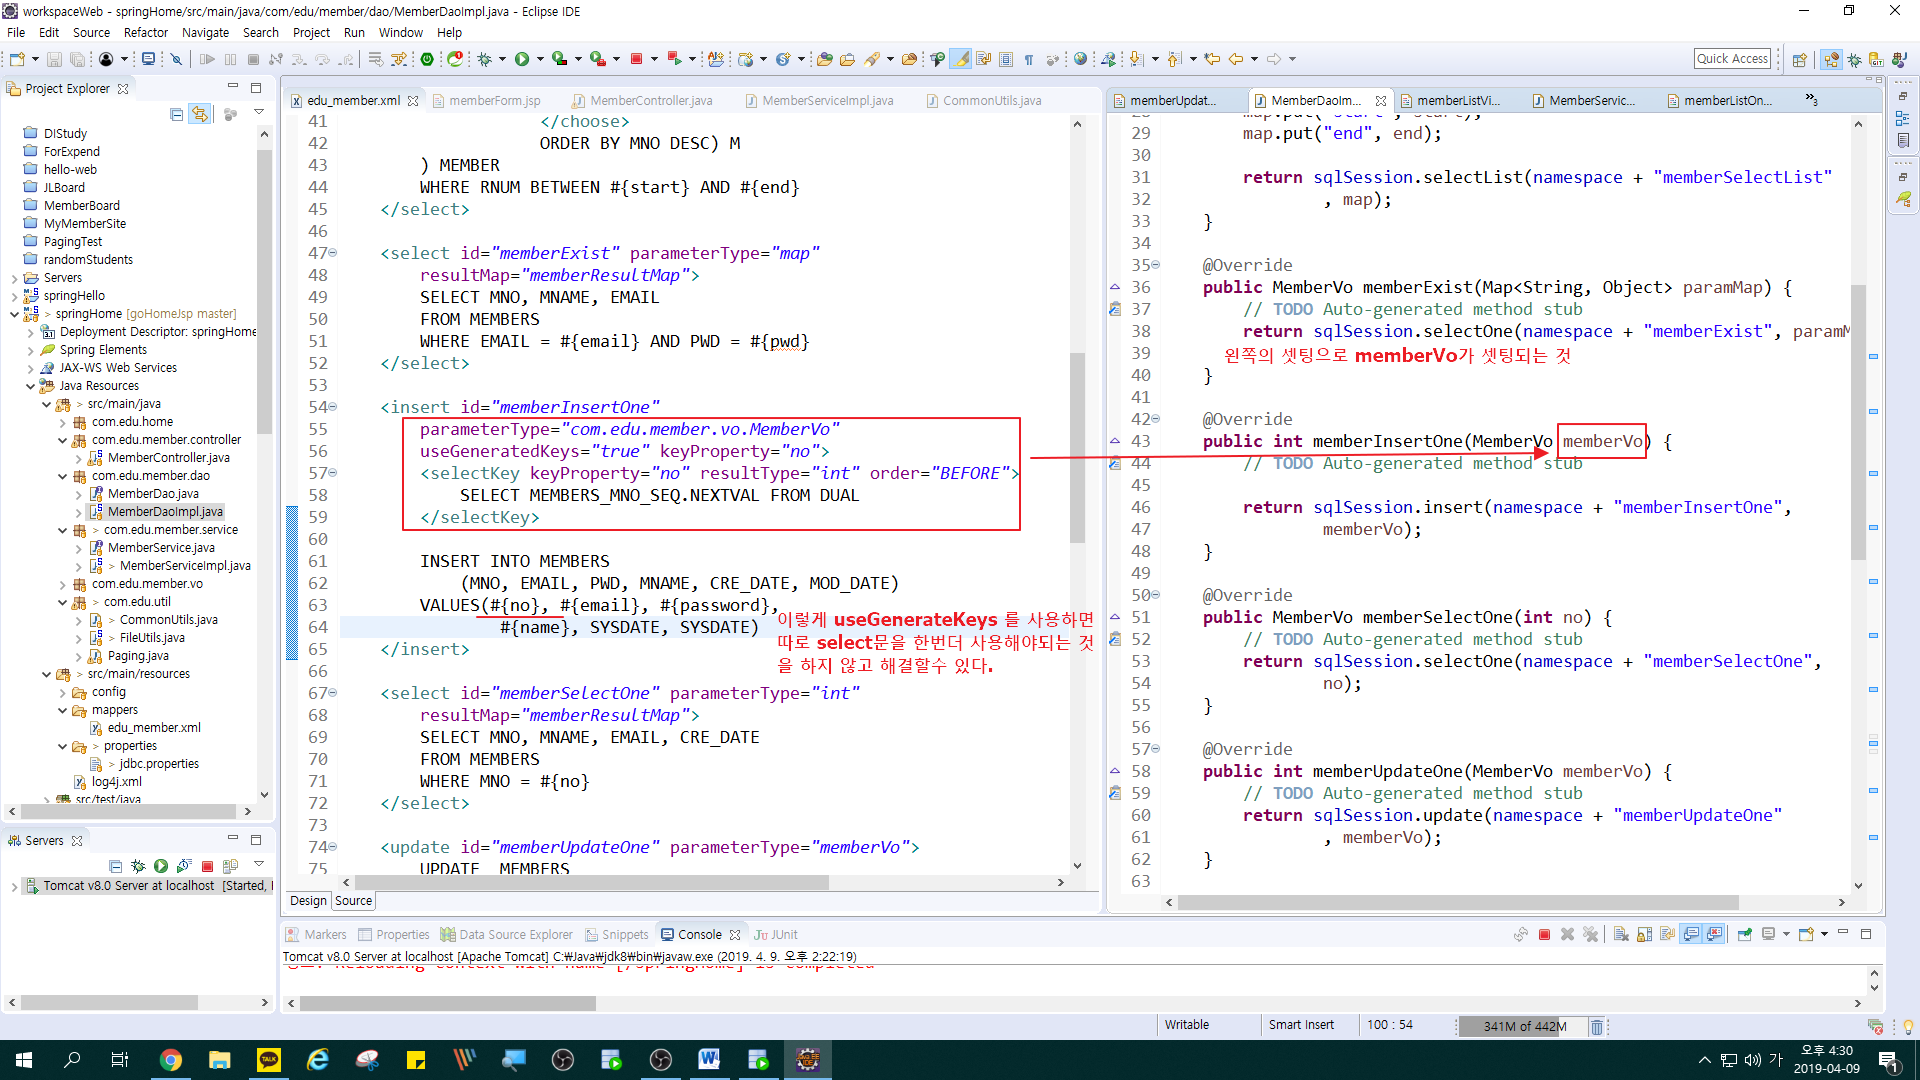 workspaceWeb - springHome/src/main/java/com/edu/member/dao/MemberDaoImpl.java - Eclipse IDE
File Edit Source Refactor Navigate Search Project Run Window Help
Quick Access
Project Explorer
DIStudy
ForExpend
hello-web
JLBoard
MemberBoard
MyMemberSite
PagingTest
randomStudents
Servers
springHello
> springHome [goHomeJsp master]
Deployment Descriptor: springHome
Spring Elements
JAX-WS Web Services
Java Resources
> src/main/java
com.edu.home
com.edu.member.controller
MemberController.java
com.edu.member.dao
MemberDao.java
MemberDaoImpl.java
> com.edu.member.service
MemberService.java
> MemberServiceImpl.java
com.edu.member.vo
> com.edu.util
> CommonUtils.java
> FileUtils.java
Paging.java
> src/main/resources
config
mappers
edu_member.xml
> properties
> jdbc.properties
log4j.xml
src/test/java
Servers
Tomcat v8.0 Server at localhost [Started,
edu_member.xml memberForm.jsp MemberController.java MemberServiceImpl.java CommonUtils.java
41 </choose>
42 ORDER BY MNO DESC) M
43 ) MEMBER
44 WHERE RNUM BETWEEN #{start} AND #{end}
45 </select>
46
47 <select id="memberExist" parameterType="map"
48 resultMap="memberResultMap">
49 SELECT MNO, MNAME, EMAIL
50 FROM MEMBERS
51 WHERE EMAIL = #{email} AND PWD = #{pwd}
52 </select>
53
54 <insert id="memberInsertOne"
55 parameterType="com.edu.member.vo.MemberVo"
56 useGeneratedKeys="true" keyProperty="no">
57 <selectKey keyProperty="no" resultType="int" order="BEFORE">
58 SELECT MEMBERS_MNO_SEQ.NEXTVAL FROM DUAL
59 </selectKey>
60
61 INSERT INTO MEMBERS
62 (MNO, EMAIL, PWD, MNAME, CRE_DATE, MOD_DATE)
63 VALUES(#{no}, #{email}, #{password},
64 #{name}, SYSDATE, SYSDATE)
65 </insert>
66
67 <select id="memberSelectOne" parameterType="int"
68 resultMap="memberResultMap">
69 SELECT MNO, MNAME, EMAIL, CRE_DATE
70 FROM MEMBERS
71 WHERE MNO = #{no}
72 </select>
73
74 <update id="memberUpdateOne" parameterType="memberVo">
75 UPDATE MEMBERS
이렇게 useGenerateKeys 를 사용하면
따로 select문을 한번더 사용해야되는 것
을 하지 않고 해결할수 있다.
Design Source
memberUpdat... MemberDaoIm... memberListVi... MemberServic... memberListOn... »3
28 map.put("start", start);
29 map.put("end", end);
30
31 return sqlSession.selectList(namespace + "memberSelectList"
32 , map);
33 }
34
35 @Override
36 public MemberVo memberExist(Map<String, Object> paramMap) {
37 // TODO Auto-generated method stub
38 return sqlSession.selectOne(namespace + "memberExist", paramM
39 왼쪽의 셋팅으로 memberVo가 셋팅되는 것
40 }
41
42 @Override
43 public int memberInsertOne(MemberVo memberVo) {
44 // TODO Auto-generated method stub
46 return sqlSession.insert(namespace + "memberInsertOne",
47 memberVo);
48 }
49
50 @Override
51 public MemberVo memberSelectOne(int no) {
52 // TODO Auto-generated method stub
53 return sqlSession.selectOne(namespace + "memberSelectOne",
54 no);
55 }
56
57 @Override
58 public int memberUpdateOne(MemberVo memberVo) {
59 // TODO Auto-generated method stub
60 return sqlSession.update(namespace + "memberUpdateOne"
61 , memberVo);
62 }
63
Markers Properties Data Source Explorer Snippets Console JUnit
Tomcat v8.0 Server at localhost [Apache Tomcat] C:₩Java₩jdk8₩bin₩javaw.exe (2019. 4. 9. 오후 2:22:19)
Reloading Context with name [/springHome] is completed
Writable Smart Insert 100 : 54 341M of 442M
TALK
가
오후 4:30
2019-04-09
1